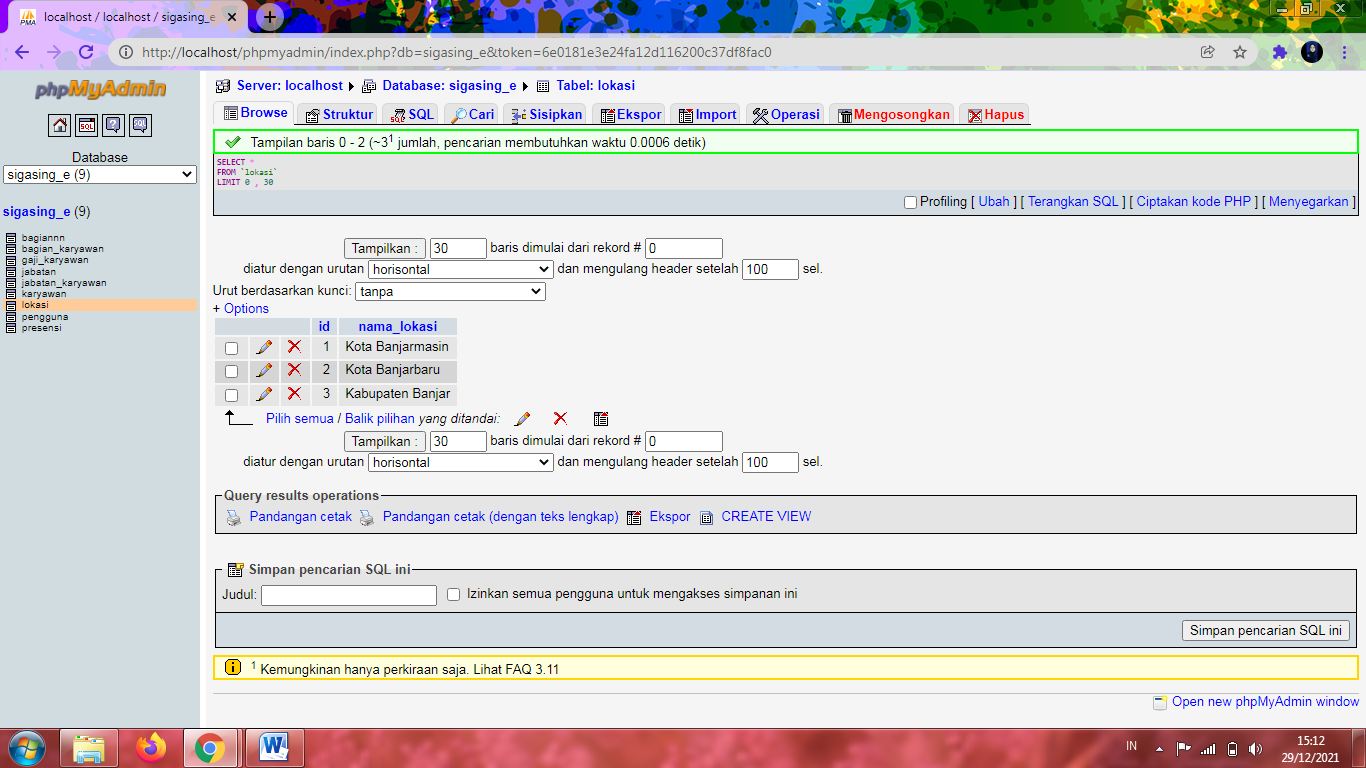 localhost / localhost / sigasing_e
http://localhost/phpmyadmin/index.php?db=sigasing_e&token=6e0181e3e24fa12d116200c37df8fac0
phpMyAdmin
Database
sigasing_e (9)
sigasing_e (9)
bagiannn
bagian_karyawan
gaji_karyawan
jabatan
jabatan_karyawan
karyawan
lokasi
pengguna
presensi
Server: localhost Database: sigasing_e Tabel: lokasi
Browse Struktur SQL Cari Sisipkan Ekspor Import Operasi Mengosongkan Hapus
Tampilan baris 0 - 2 (~3¹ jumlah, pencarian membutuhkan waktu 0.0006 detik)
SELECT *
FROM `lokasi`
LIMIT 0 , 30
Profiling [ Ubah ] [ Terangkan SQL ] [ Ciptakan kode PHP ] [ Menyegarkan ]
Tampilkan : 30 baris dimulai dari rekord # 0
diatur dengan urutan horisontal dan mengulang header setelah 100 sel.
Urut berdasarkan kunci: tanpa
+ Options
id nama_lokasi
1 Kota Banjarmasin
2 Kota Banjarbaru
3 Kabupaten Banjar
Pilih semua / Balik pilihan yang ditandai:
Tampilkan : 30 baris dimulai dari rekord # 0
diatur dengan urutan horisontal dan mengulang header setelah 100 sel.
Query results operations
Pandangan cetak Pandangan cetak (dengan teks lengkap) Ekspor CREATE VIEW
Simpan pencarian SQL ini
Judul: Izinkan semua pengguna untuk mengakses simpanan ini
Simpan pencarian SQL ini
¹ Kemungkinan hanya perkiraan saja. Lihat FAQ 3.11
Open new phpMyAdmin window
IN
15:12
29/12/2021